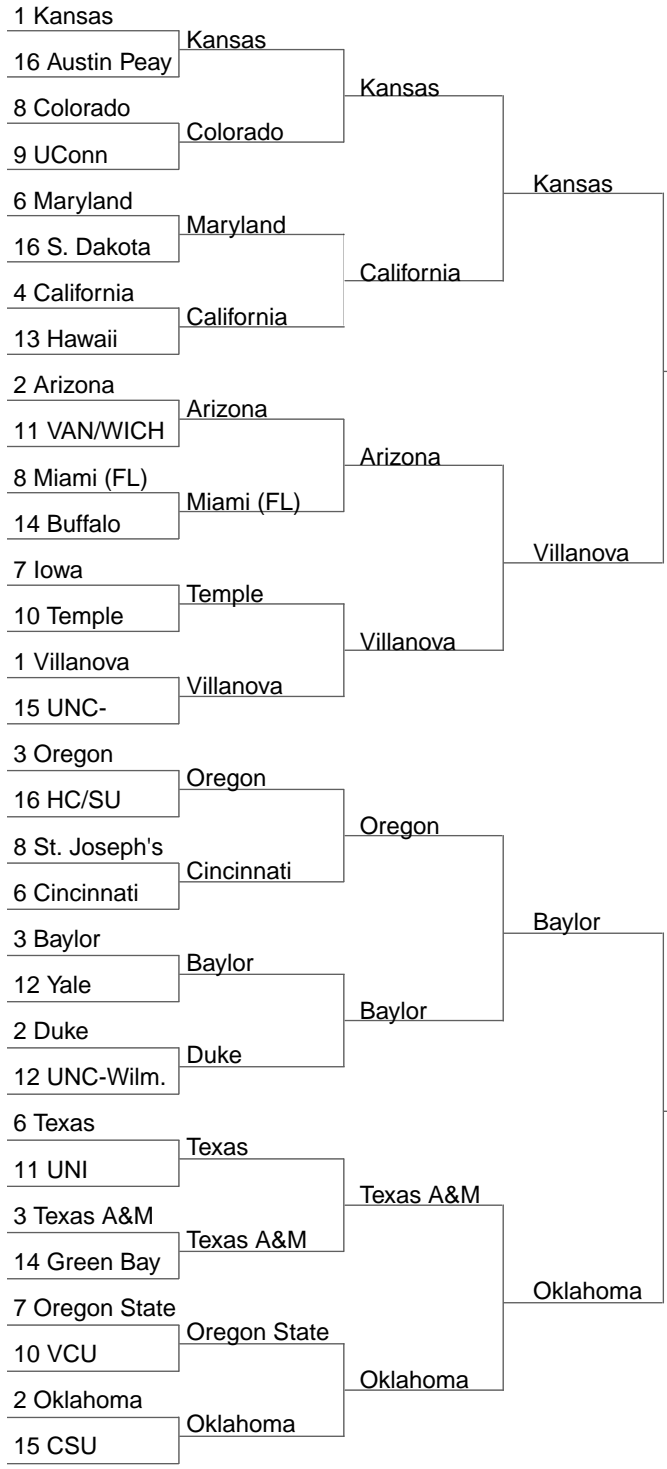 1 Kansas
Kansas
16 Austin Peay
Kansas
8 Colorado
Colorado
9 UConn
Kansas
6 Maryland
Maryland
16 S. Dakota
California
4 California
California
13 Hawaii
2 Arizona
Arizona
11 VAN/WICH
Arizona
8 Miami (FL)
Miami (FL)
14 Buffalo
Villanova
7 Iowa
Temple
10 Temple
Villanova
1 Villanova
Villanova
15 UNC-
3 Oregon
Oregon
16 HC/SU
Oregon
8 St. Joseph's
Cincinnati
6 Cincinnati
Baylor
3 Baylor
Baylor
12 Yale
Baylor
2 Duke
Duke
12 UNC-Wilm.
6 Texas
Texas
11 UNI
Texas A&M
3 Texas A&M
Texas A&M
14 Green Bay
Oklahoma
7 Oregon State
Oregon State
10 VCU
Oklahoma
2 Oklahoma
Oklahoma
15 CSU